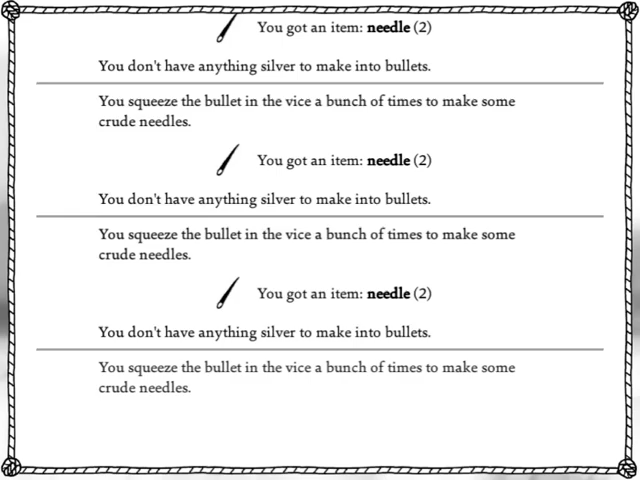 You got an item: needle (2)
You don't have anything silver to make into bullets.
You squeeze the bullet in the vice a bunch of times to make some
crude needles.
You got an item: needle (2)
You don't have anything silver to make into bullets.
You squeeze the bullet in the vice a bunch of times to make some
crude needles.
You got an item: needle (2)
You don't have anything silver to make into bullets.
You squeeze the bullet in the vice a bunch of times to make some
crude needles.